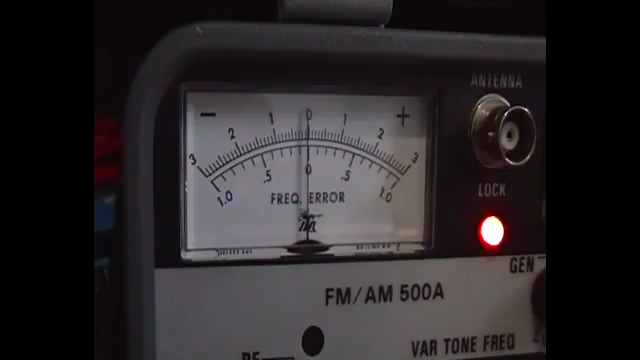 ANTENNA
− 0 +
2 1 1 2
3 3
1.0 .5 0 .5 1.0
FREQ. ERROR
LOCK
GEN
FM/AM 500A
VAR TONE FREQ
RF